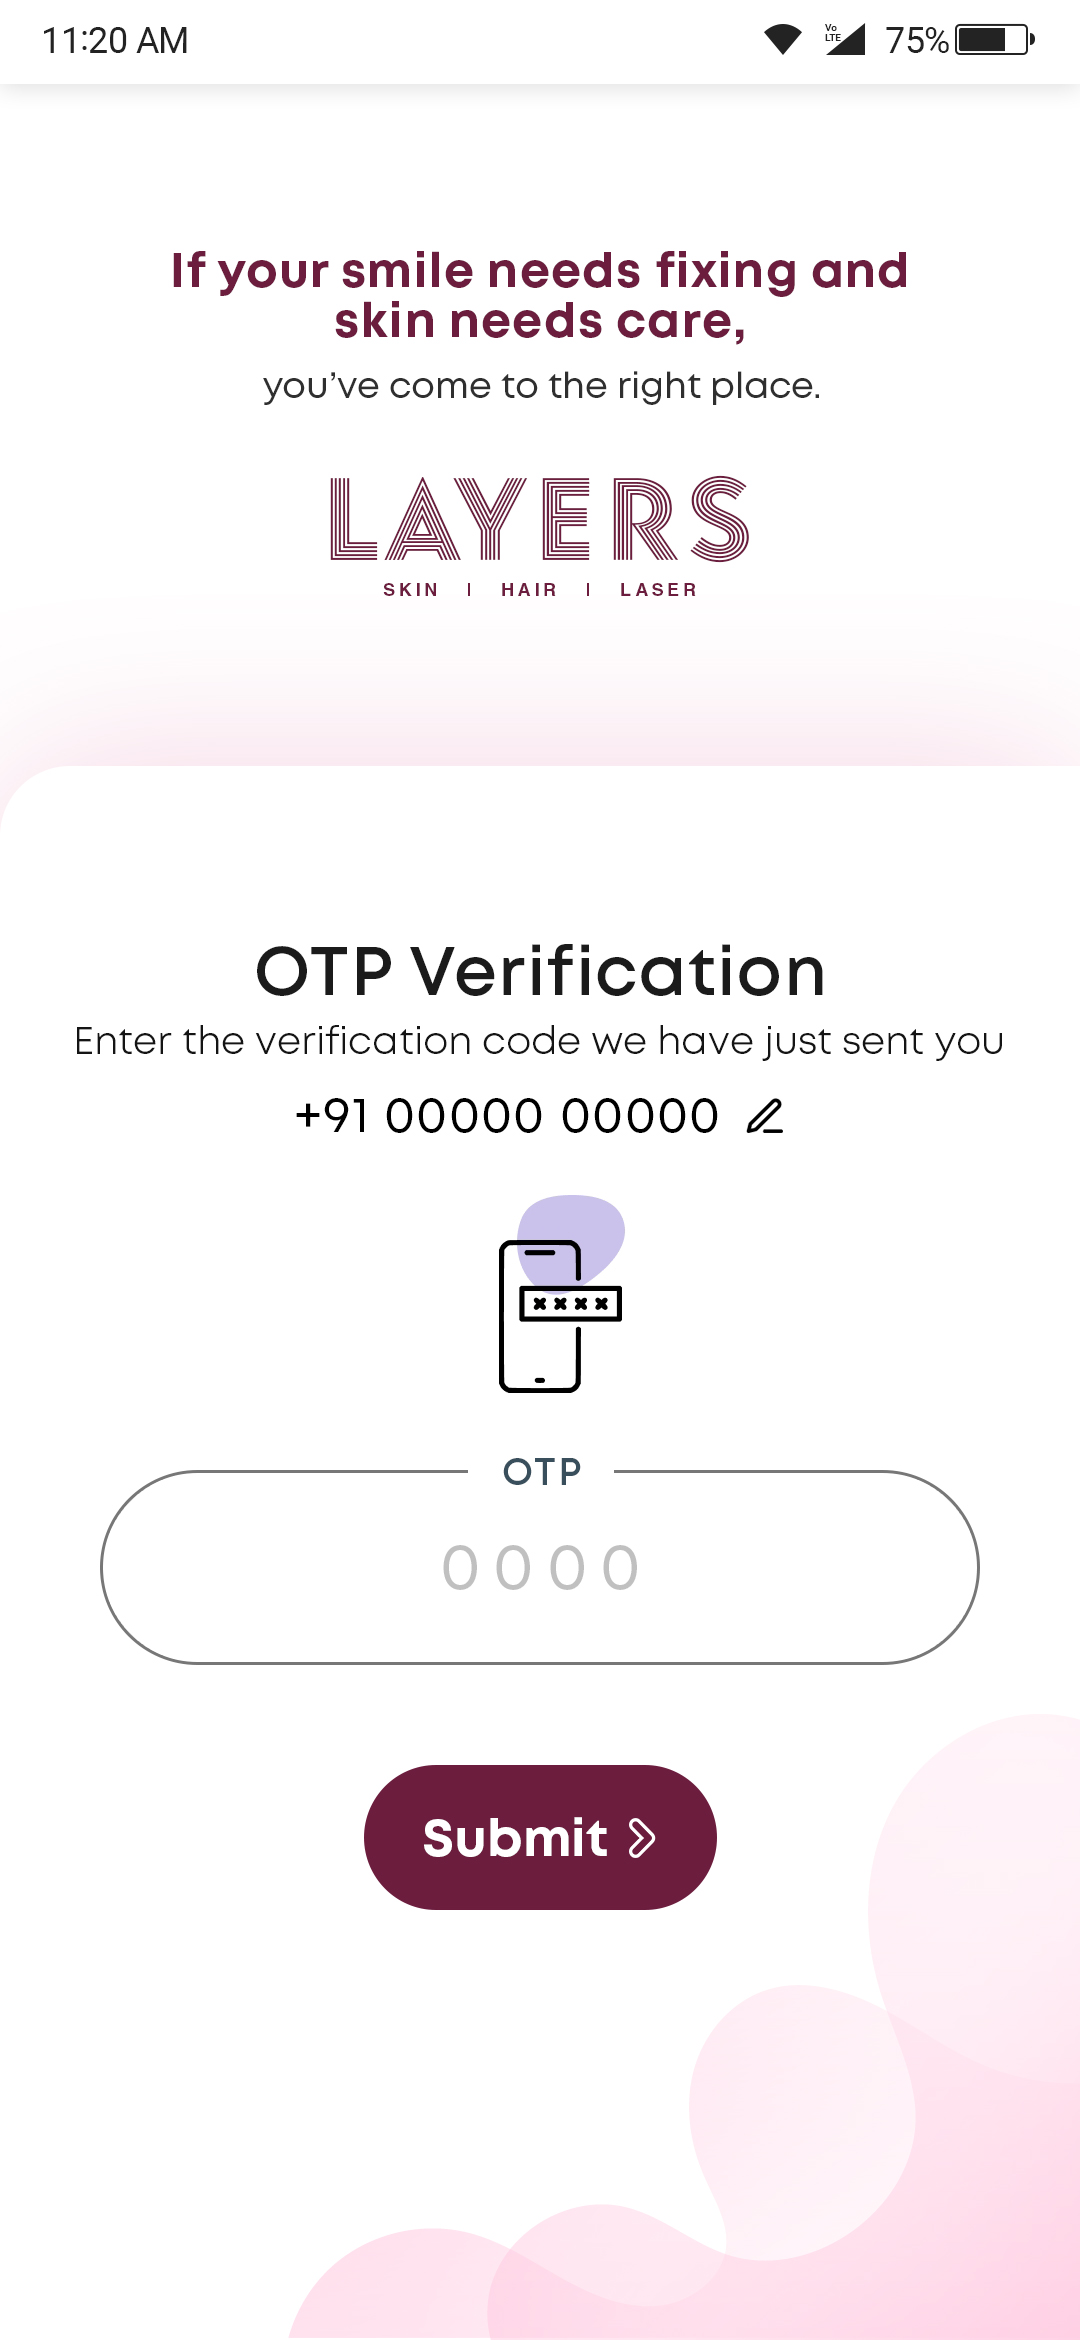 11:20 AM
Vo
LTE
75%
If your smile needs fixing and
skin needs care,
you’ve come to the right place.
LAYERS
SKIN | HAIR | LASER
OTP Verification
Enter the verification code we have just sent you
+91 00000 00000
OTP
0 0 0 0
Submit